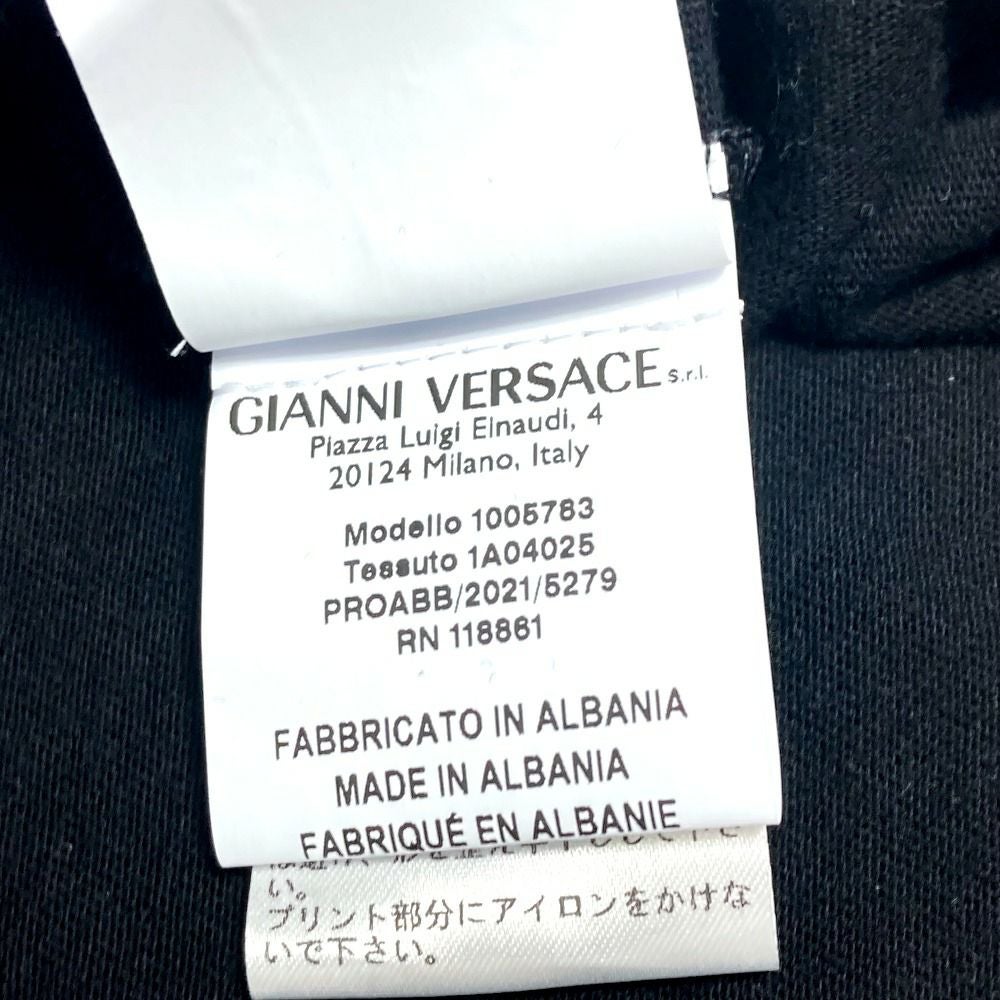 GIANNI VERSACE s.r.l.
Piazza Luigi Einaudi, 4
20124 Milano, Italy
Modello 1005783
Tessuto 1A04025
PROABB/2021/5279
RN 118861
FABBRICATO IN ALBANIA
MADE IN ALBANIA
FABRIQUÉ EN ALBANIE
い。
プリント部分にアイロンをかけな
いで下さい。